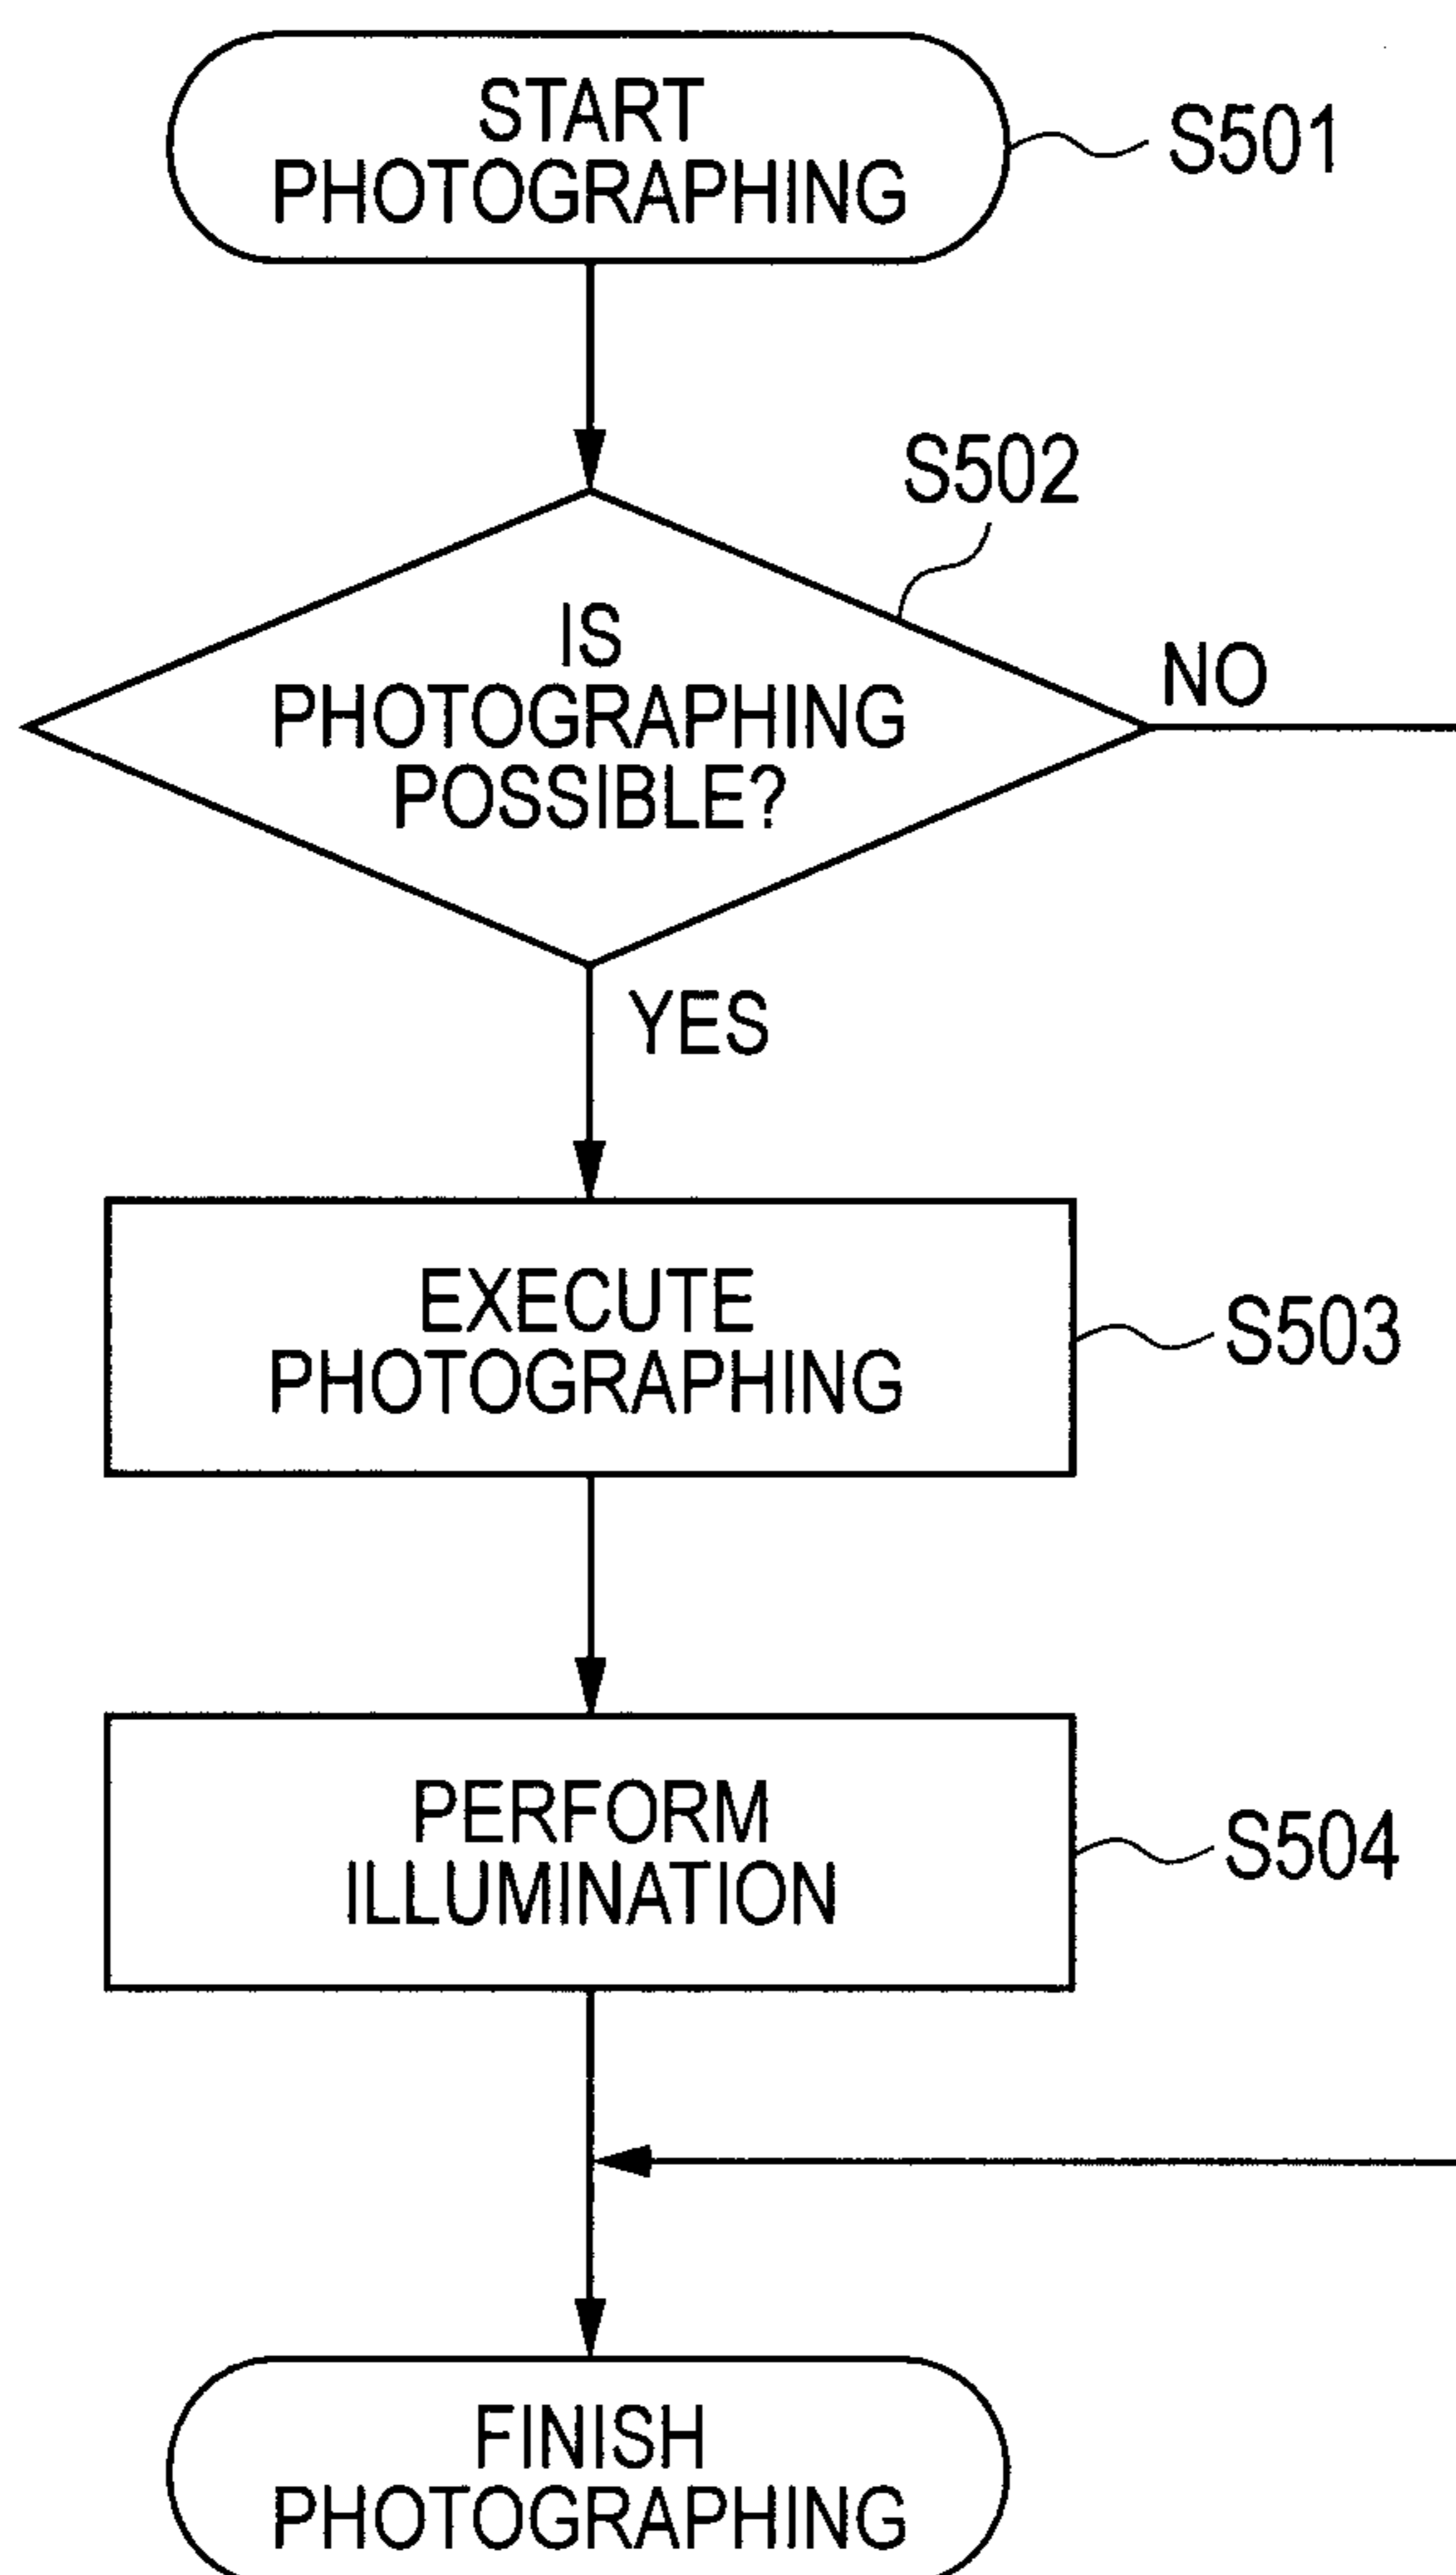 START
PHOTOGRAPHING
S501
S502
IS
PHOTOGRAPHING
POSSIBLE?
NO
YES
EXECUTE
PHOTOGRAPHING
S503
PERFORM
ILLUMINATION
S504
FINISH
PHOTOGRAPHING